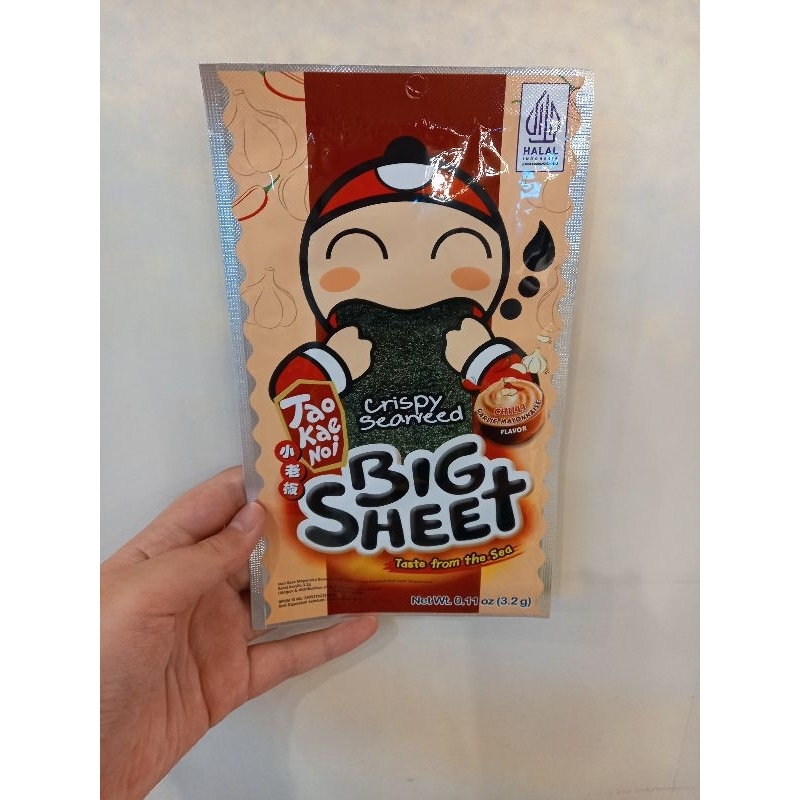 HALAL
INDONESIA
Tao
Kae
Noi
小
老
板
Crispy
Seaweed
CHILLI
GARLIC MAYONNAISE
FLAVOR
BIG
SHEET
Taste from the Sea
Net Wt. 0.11 oz (3.2 g)